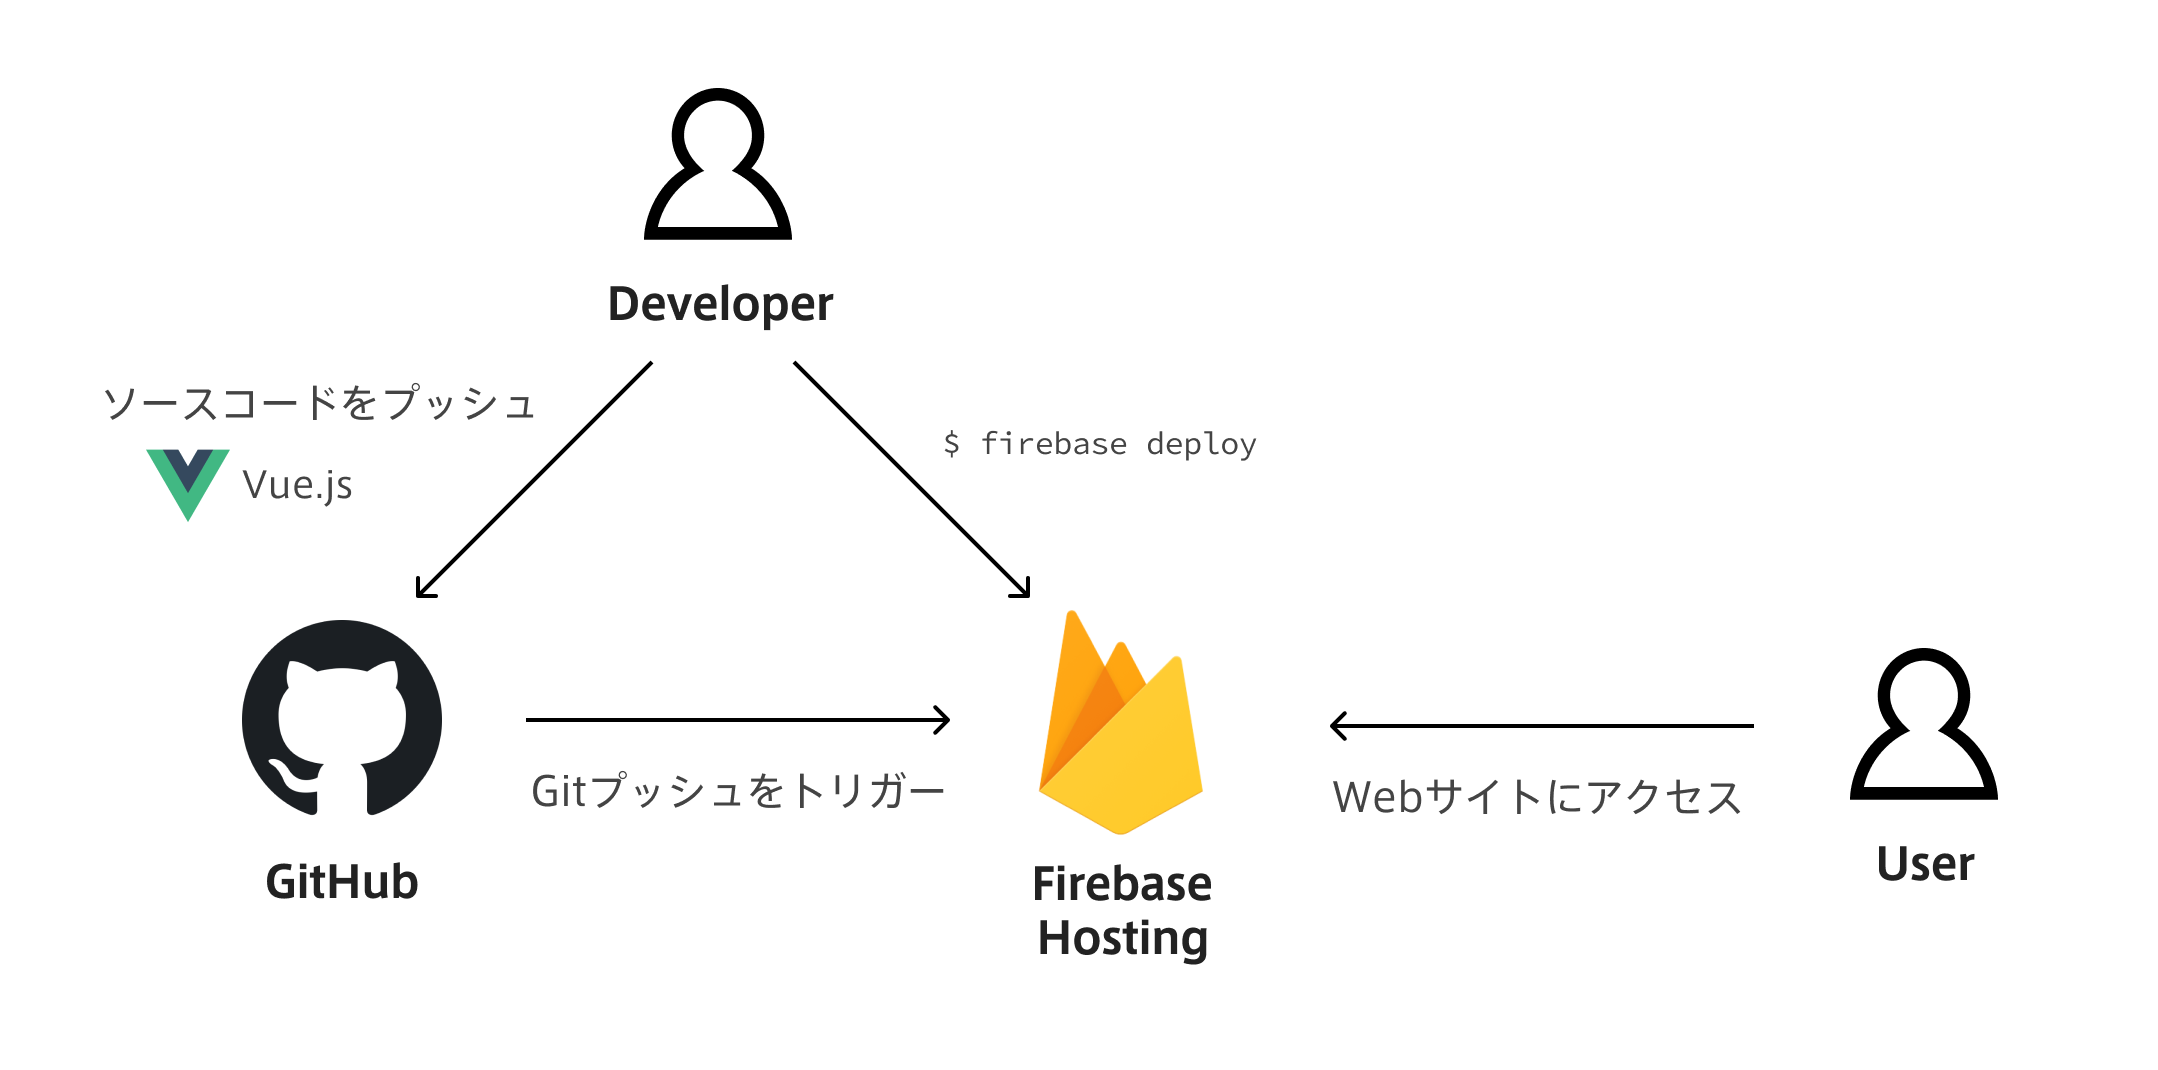 Developer
ソースコードをプッシュ
Vue.js
$ firebase deploy
Gitプッシュをトリガー
Webサイトにアクセス
GitHub
Firebase
Hosting
User